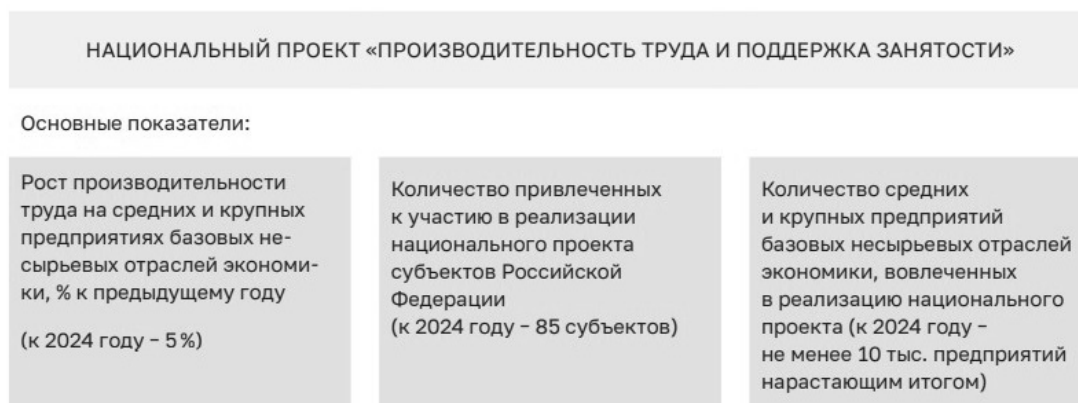 НАЦИОНАЛЬНЫЙ ПРОЕКТ «ПРОИЗВОДИТЕЛЬНОСТЬ ТРУДА И ПОДДЕРЖКА ЗАНЯТОСТИ»
Основные показатели:
Рост производительности
труда на средних и крупных
предприятиях базовых не-
сырьевых отраслей экономи-
ки, % к предыдущему году
(к 2024 году – 5 %)
Количество привлеченных
к участию в реализации
национального проекта
субъектов Российской
Федерации
(к 2024 году – 85 субъектов)
Количество средних
и крупных предприятий
базовых несырьевых отраслей
экономики, вовлеченных
в реализацию национального
проекта (к 2024 году –
не менее 10 тыс. предприятий
нарастающим итогом)